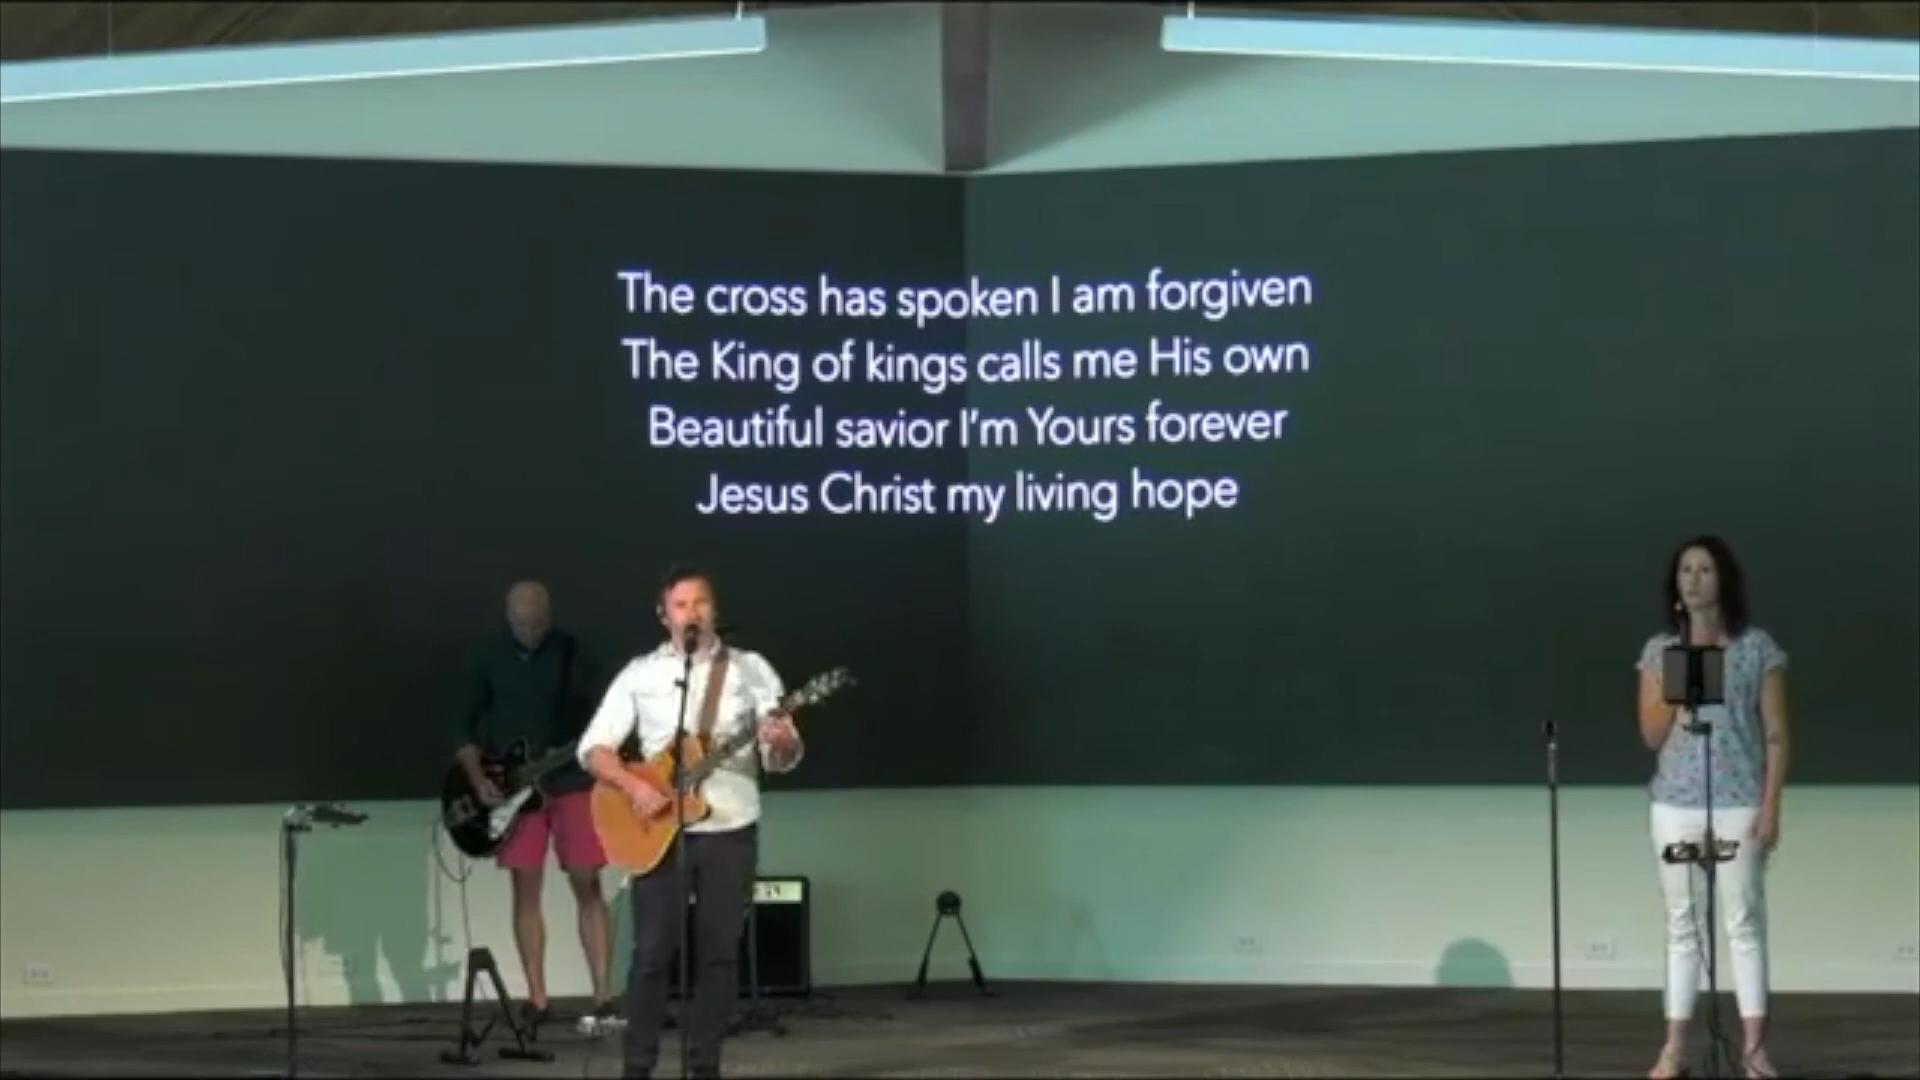 The cross has spoken I am forgiven
The King of kings calls me His own
Beautiful savior I'm Yours forever
Jesus Christ my living hope